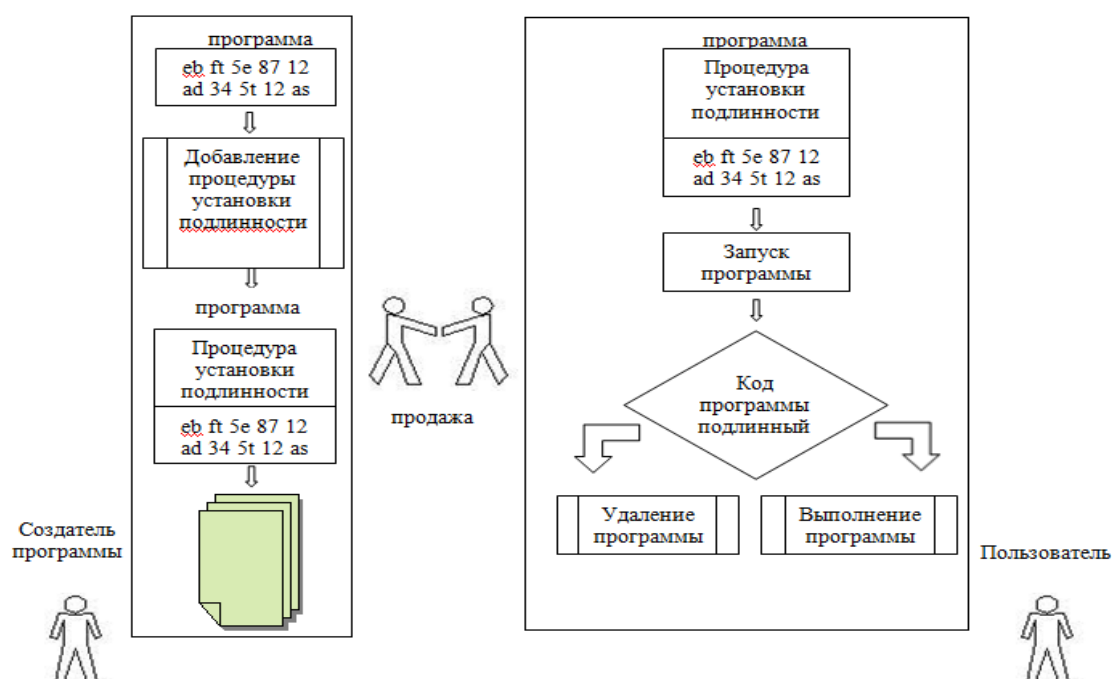 программа
eb ft 5e 87 12
ad 34 5t 12 as
Добавление
процедуры
установки
подлинности
программа
Процедура
установки
подлинности
eb ft 5e 87 12
ad 34 5t 12 as
Создатель
программы
продажа
программа
Процедура
установки
подлинности
eb ft 5e 87 12
ad 34 5t 12 as
Запуск
программы
Код
программы
подлинный
Удаление
программы
Выполнение
программы
Пользователь